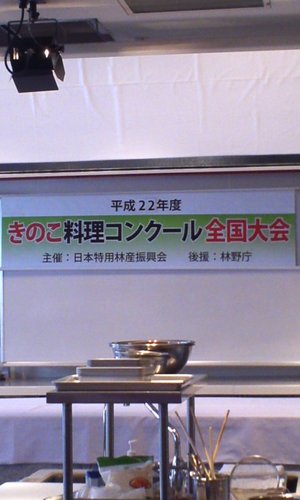 平成22年度
きのこ料理コンクール全国大会
主催：日本特用林産振興会　後援：林野庁